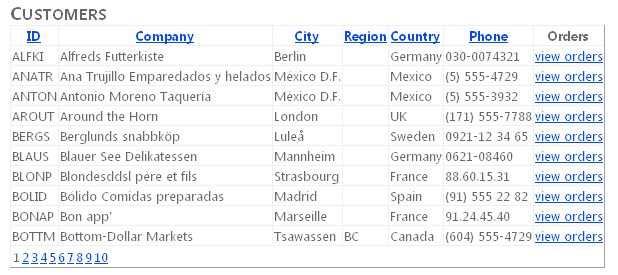 CUSTOMERS
ID Company City Region Country Phone Orders
ALFKI Alfreds Futterkiste Berlin Germany 030-0074321 view orders
ANATR Ana Trujillo Emparedados y helados México D.F. Mexico (5) 555-4729 view orders
ANTON Antonio Moreno Taquería México D.F. Mexico (5) 555-3932 view orders
AROUT Around the Horn London UK (171) 555-7788 view orders
BERGS Berglunds snabbköp Luleå Sweden 0921-12 34 65 view orders
BLAUS Blauer See Delikatessen Mannheim Germany 0621-08460 view orders
BLONP Blondesddsl père et fils Strasbourg France 88.60.15.31 view orders
BOLID Bólido Comidas preparadas Madrid Spain (91) 555 22 82 view orders
BONAP Bon app' Marseille France 91.24.45.40 view orders
BOTTM Bottom-Dollar Markets Tsawassen BC Canada (604) 555-4729 view orders
1 2 3 4 5 6 7 8 9 10